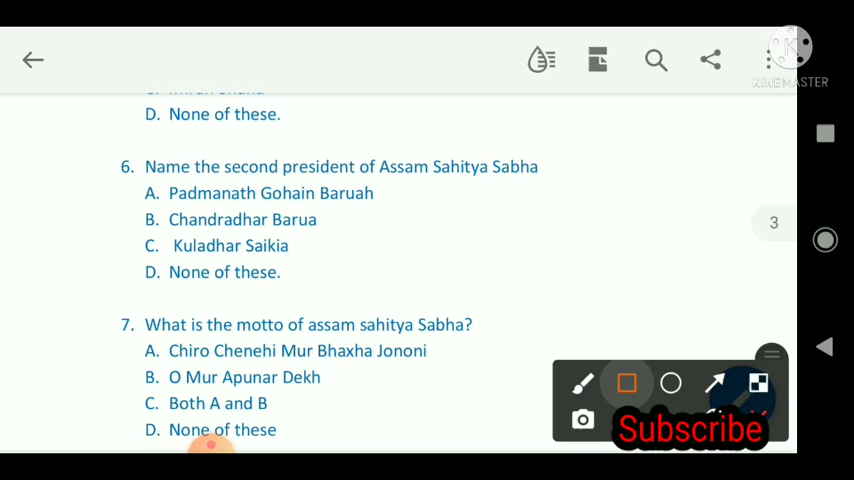 KINEMASTER
D. None of these.
6. Name the second president of Assam Sahitya Sabha
A. Padmanath Gohain Baruah
B. Chandradhar Barua
C. Kuladhar Saikia
D. None of these.
3
7. What is the motto of assam sahitya Sabha?
A. Chiro Chenehi Mur Bhaxha Jononi
B. O Mur Apunar Dekh
C. Both A and B
D. None of these
Subscribe